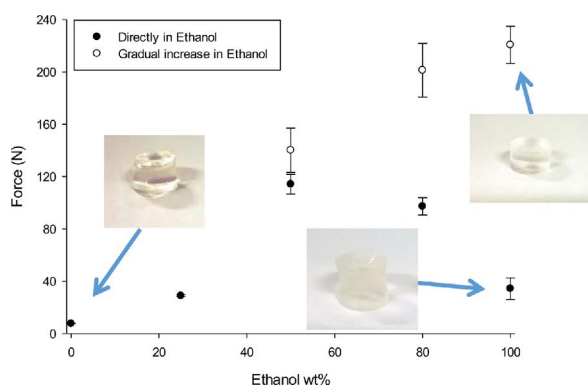 Directly in Ethanol
Gradual increase in Ethanol
240
200
160
120
80
40
0
Force (N)
0 20 40 60 80 100
Ethanol wt%